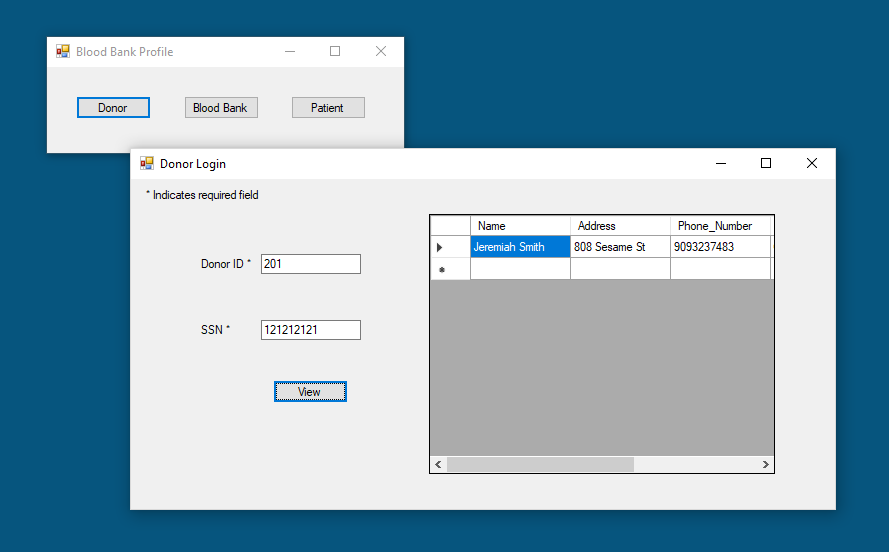 Blood Bank Profile
Donor
Blood Bank
Patient
Donor Login
* Indicates required field
Donor ID *
201
SSN *
121212121
View
Name Address Phone_Number
Jeremiah Smith 808 Sesame St 9093237483